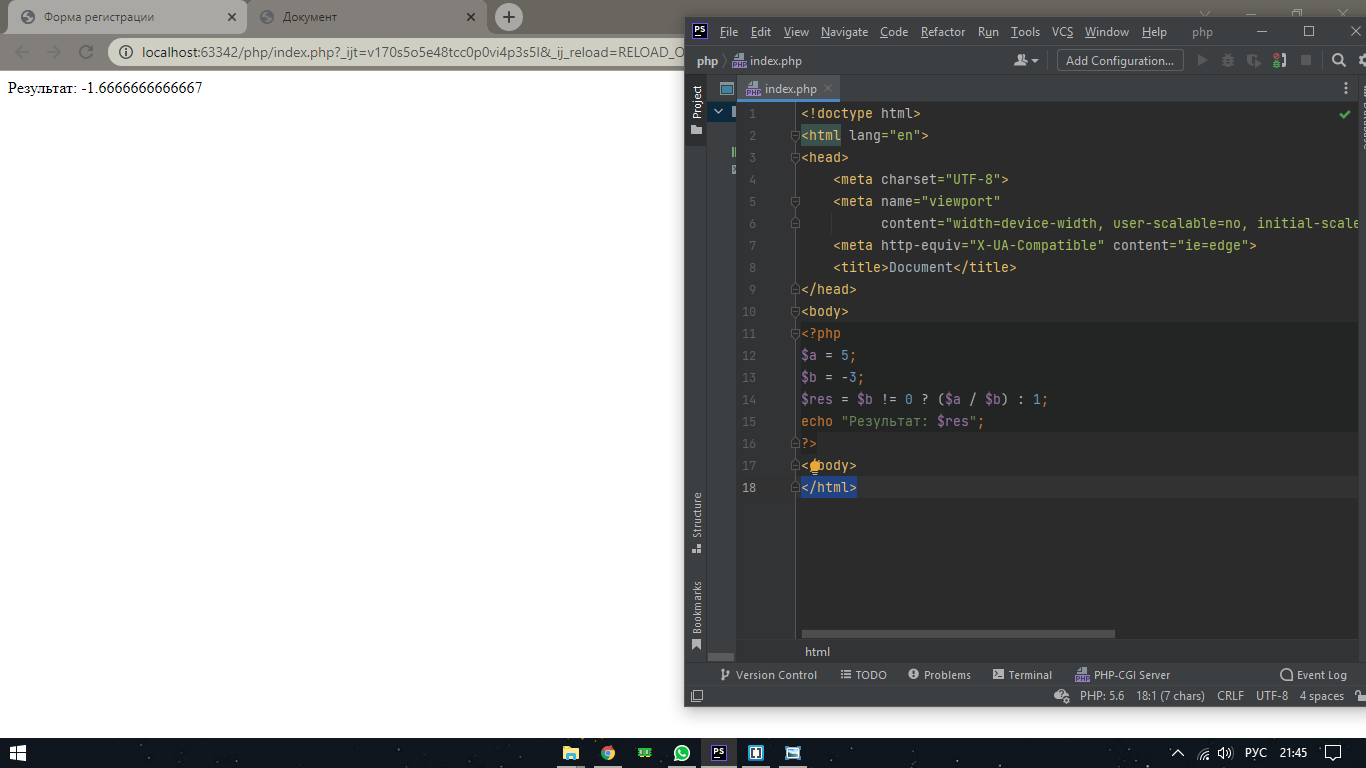 Форма регистрации
Документ
localhost:63342/php/index.php?_ijt=v170s5o5e48tcc0p0vi4p3s5l&_ij_reload=RELOAD_O
Результат: -1.6666666666667
PS File Edit View Navigate Code Refactor Run Tools VCS Window Help php
php index.php Add Configuration...
Project
index.php
1 <!doctype html>
2 <html lang="en">
3 <head>
4 <meta charset="UTF-8">
5 <meta name="viewport"
6 content="width=device-width, user-scalable=no, initial-scale
7 <meta http-equiv="X-UA-Compatible" content="ie=edge">
8 <title>Document</title>
9 </head>
10 <body>
11 <?php
12 $a = 5;
13 $b = -3;
14 $res = $b != 0 ? ($a / $b) : 1;
15 echo "Результат: $res";
16 ?>
17 </body>
18 </html>
Structure
Bookmarks
html
Version Control TODO Problems Terminal PHP-CGI Server Event Log
PHP: 5.6 18:1 (7 chars) CRLF UTF-8 4 spaces
PS РУС 21:45